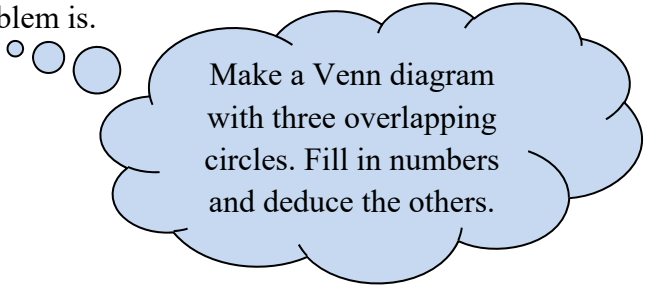 blem is.
Make a Venn diagram
with three overlapping
circles. Fill in numbers
and deduce the others.